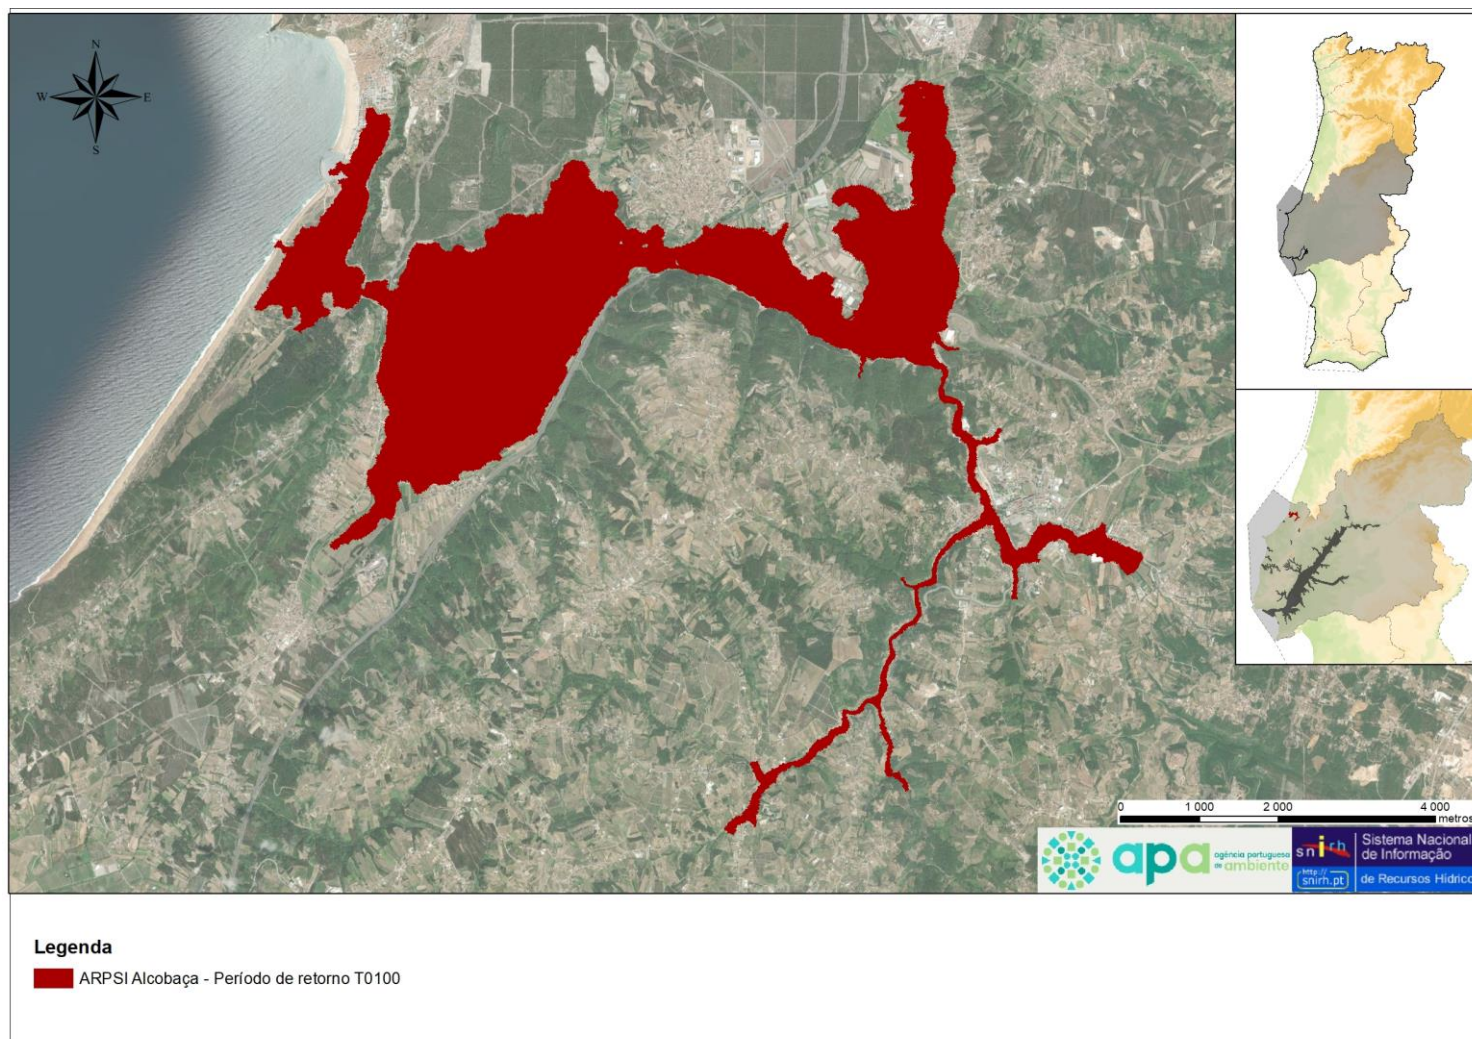 N
W E
S
0 1 000 2 000 4 000
metros
apa agência portuguesa
do ambiente
snirh
http://
snirh.pt
Sistema Nacional
de Informação
de Recursos Hídrico
Legenda
ARPSI Alcobaça - Período de retorno T0100